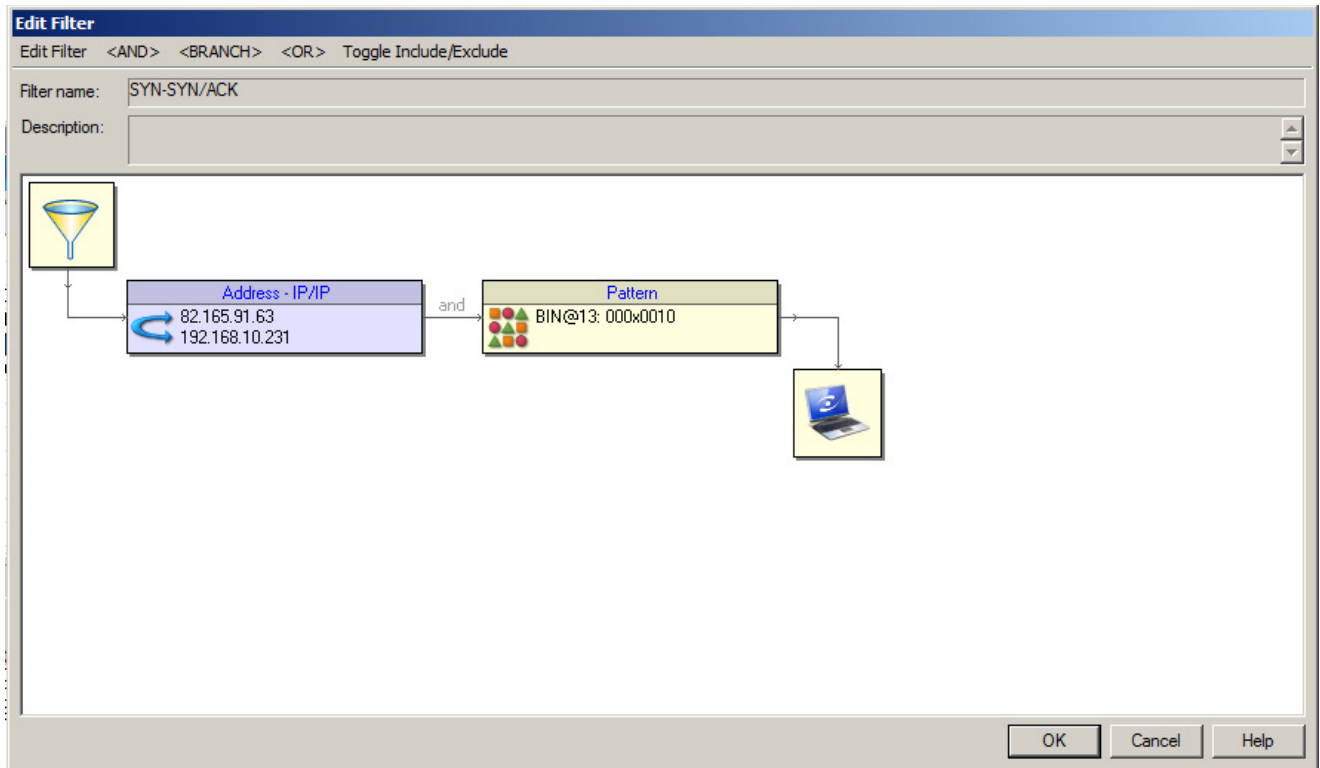 Edit Filter
Edit Filter <AND> <BRANCH> <OR> Toggle Include/Exclude
Filter name: SYN-SYN/ACK
Description:
Address - IP/IP
82.165.91.63
192.168.10.231
and
Pattern
BIN@13: 000x0010
OK Cancel Help